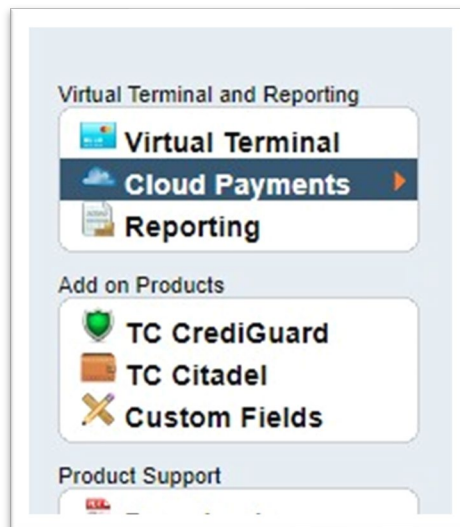 Virtual Terminal and Reporting
Virtual Terminal
Cloud Payments
Reporting
Add on Products
TC CrediGuard
TC Citadel
Custom Fields
Product Support